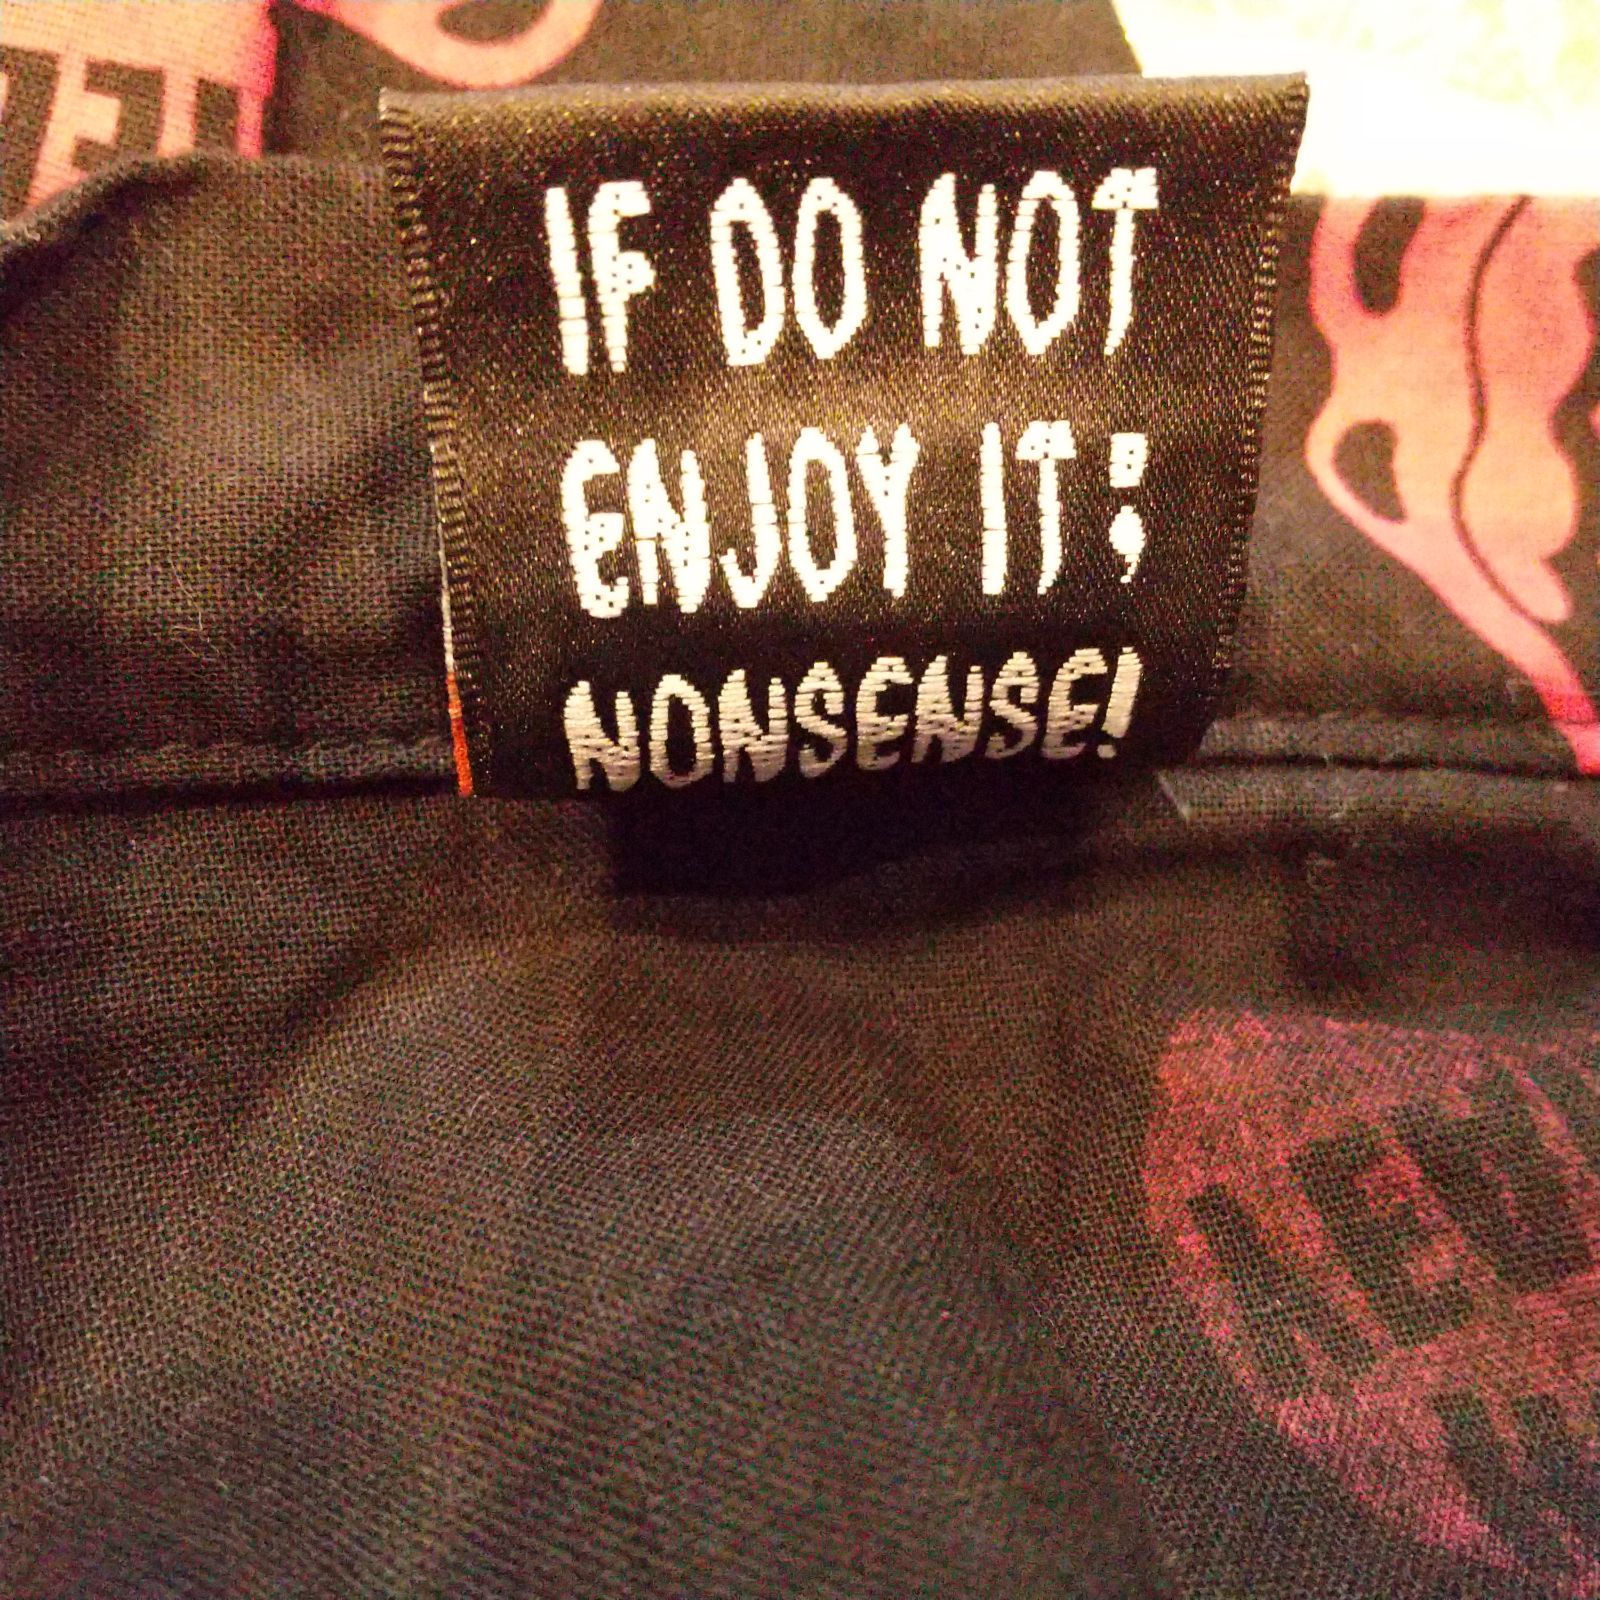 IF DO NOT
ENJOY IT;
NONSENSE!